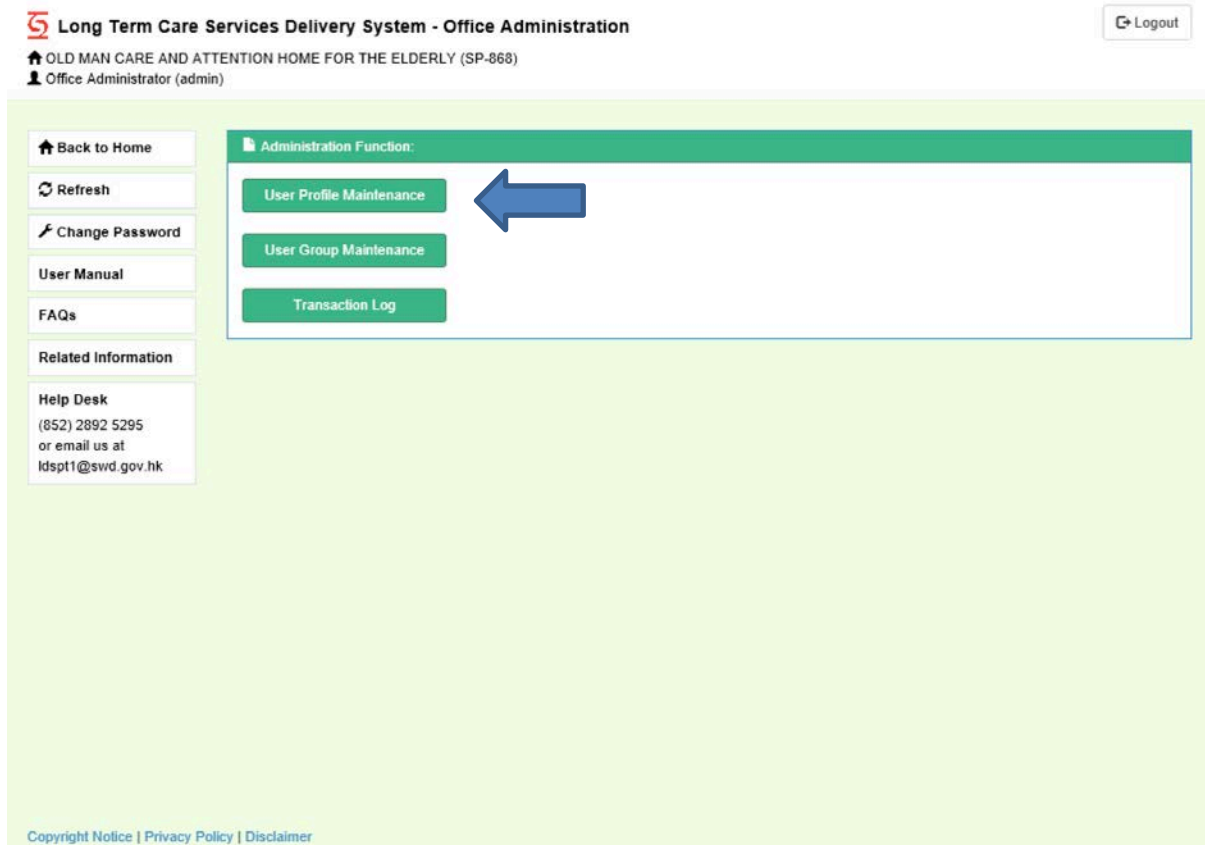 Long Term Care Services Delivery System - Office Administration
Logout
OLD MAN CARE AND ATTENTION HOME FOR THE ELDERLY (SP-868)
Office Administrator (admin)
Back to Home
Refresh
Change Password
User Manual
FAQs
Related Information
Help Desk
(852) 2892 5295
or email us at
ldspt1@swd.gov.hk
Administration Function:
User Profile Maintenance
User Group Maintenance
Transaction Log
Copyright Notice | Privacy Policy | Disclaimer